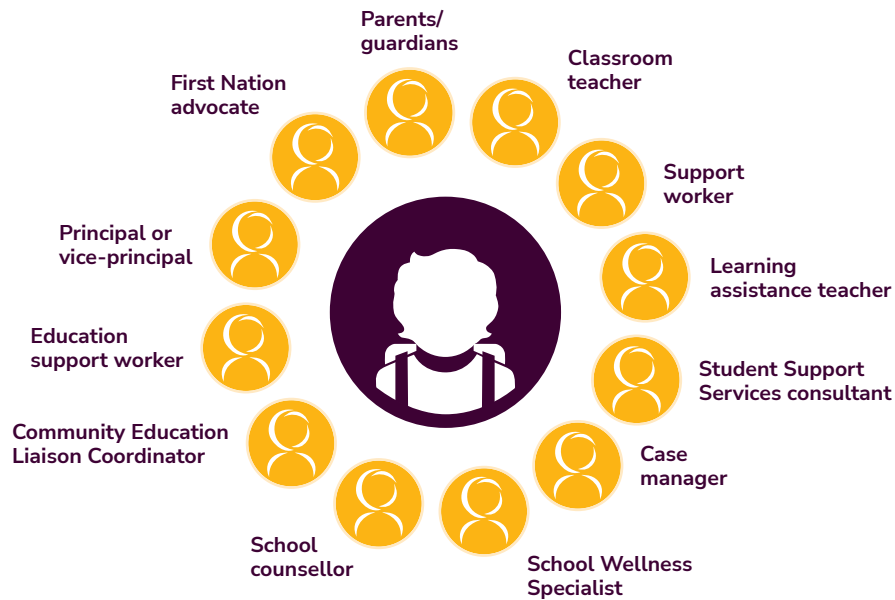 Parents/
guardians
Classroom
teacher
Support
worker
Learning
assistance teacher
Student Support
Services consultant
Case
manager
School Wellness
Specialist
School
counsellor
Community Education
Liaison Coordinator
Education
support worker
Principal or
vice-principal
First Nation
advocate